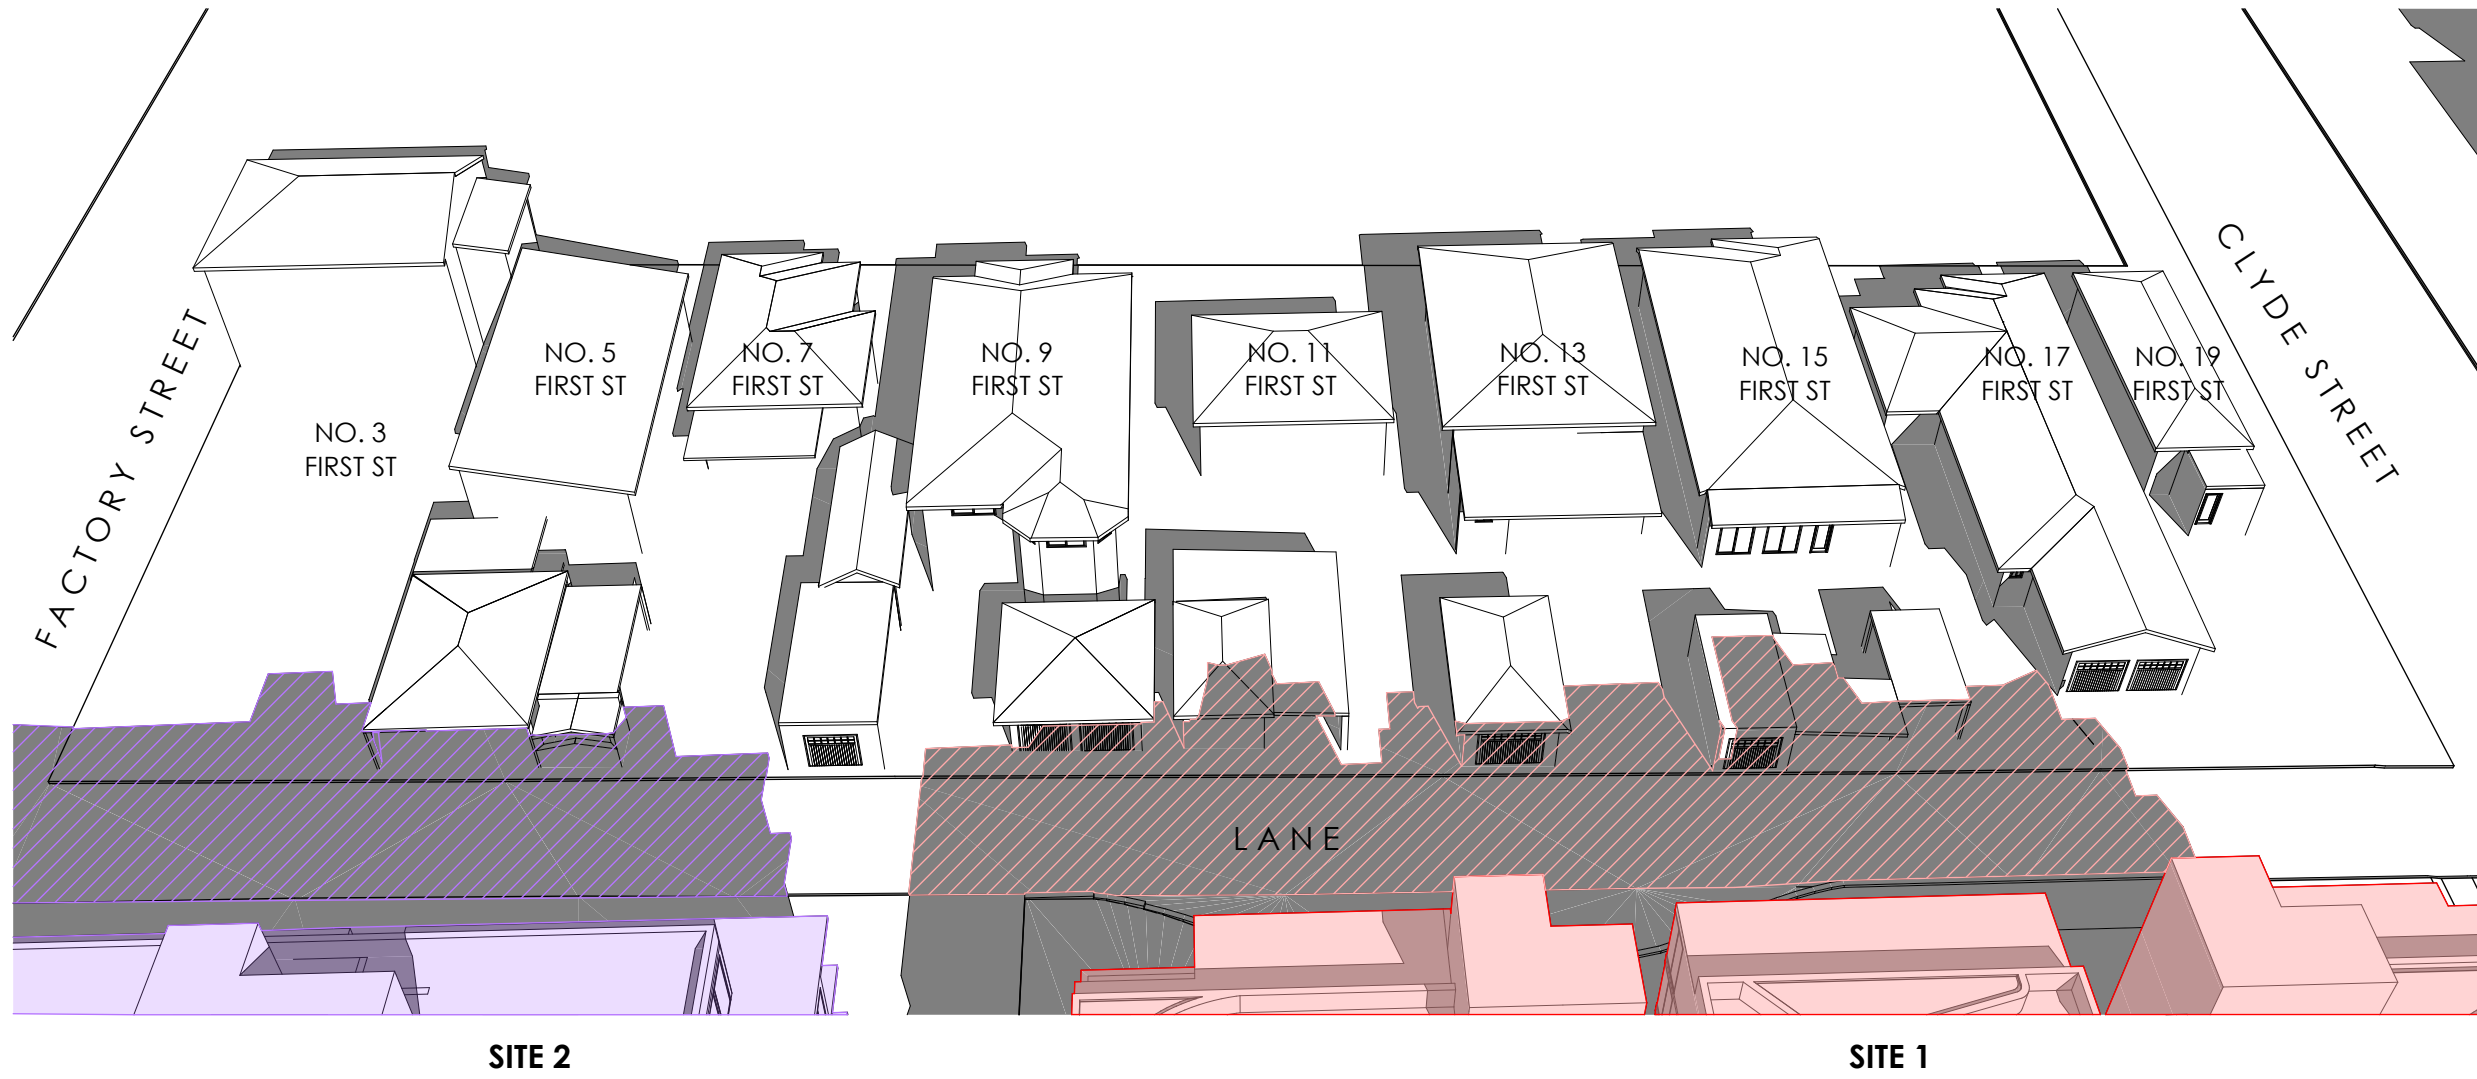 FACTORY STREET
NO. 3
FIRST ST
NO. 5
FIRST ST
NO. 7
FIRST ST
NO. 9
FIRST ST
NO. 11
FIRST ST
NO. 13
FIRST ST
NO. 15
FIRST ST
NO. 17
FIRST ST
NO. 19
FIRST ST
CLYDE STREET
LANE
SITE 2
SITE 1